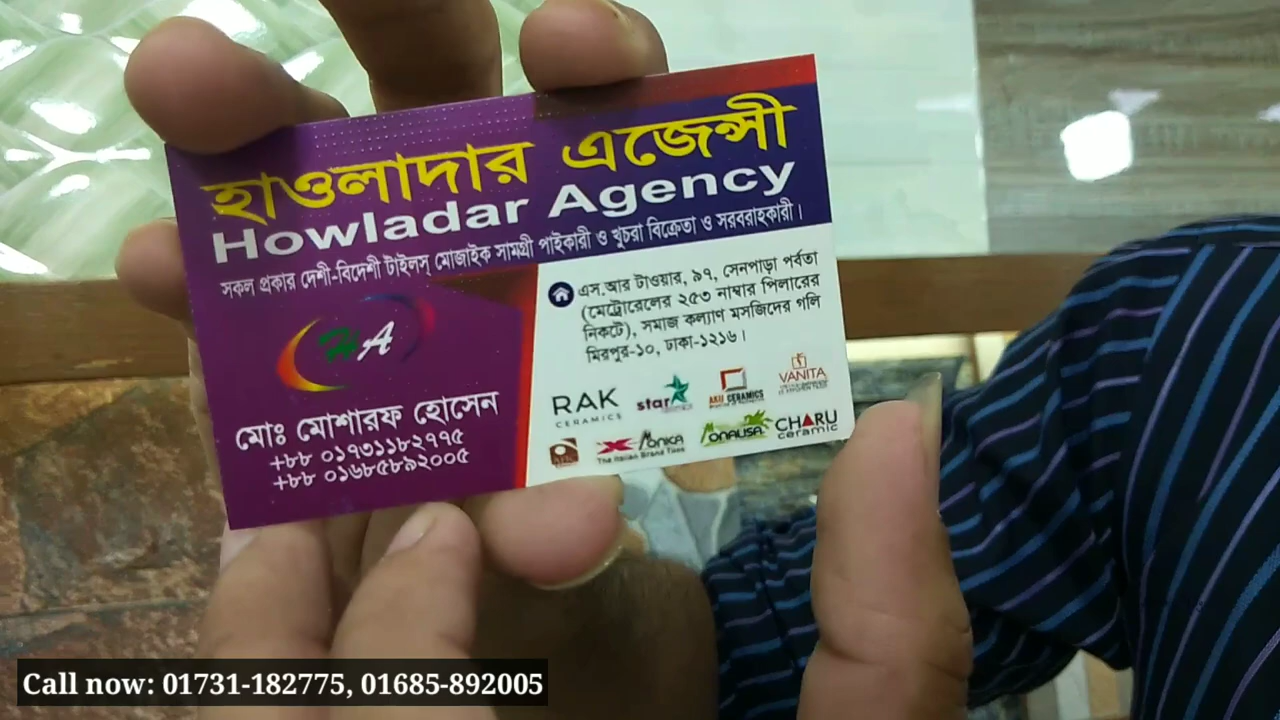 হাওলাদার এজেন্সী
Howladar Agency
সকল প্রকার দেশী-বিদেশী টাইলস্ মোজাইক সামগ্রী পাইকারী ও খুচরা বিক্রেতা ও সরবরাহকারী।
এস.আর টাওয়ার, ৯৭, সেনপাড়া পর্বতা
(মেট্রোরেলের ২৫৩ নাম্বার পিলারের
নিকটে), সমাজ কল্যাণ মসজিদের গলি
মিরপুর-১০, ঢাকা-১২১৬।
HA
মোঃ মোশারফ হোসেন
+৮৮ ০১৭৩১১৮২৭৭৫
+৮৮ ০১৬৮৫৮৯২০০৫
RAK
CERAMICS
star
AKIJ CERAMICS
VANITA
X MONICA
The Italian Brand Tiles
MONALISA
CHARU
ceramic
Call now: 01731-182775, 01685-892005